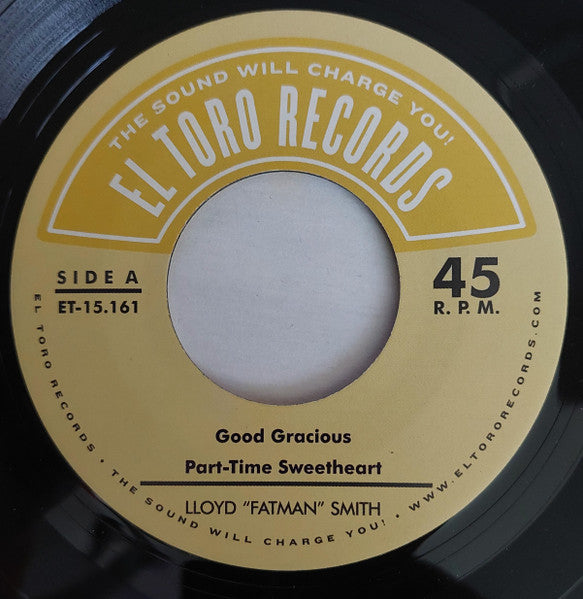 THE SOUND WILL CHARGE YOU!
EL TORO RECORDS
SIDE A
ET-15.161
45
R. P. M.
Good Gracious
Part-Time Sweetheart
LLOYD "FATMAN" SMITH
EL TORO RECORDS • THE SOUND WILL CHARGE YOU! • WWW.ELTORORECORDS.COM